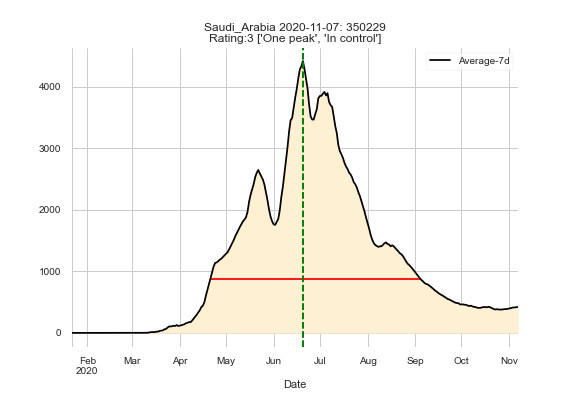 Saudi_Arabia 2020-11-07: 350229
Rating:3 ['One peak', 'In control']
Average-7d
4000
3000
2000
1000
0
Feb Mar Apr May Jun Jul Aug Sep Oct Nov
2020
Date